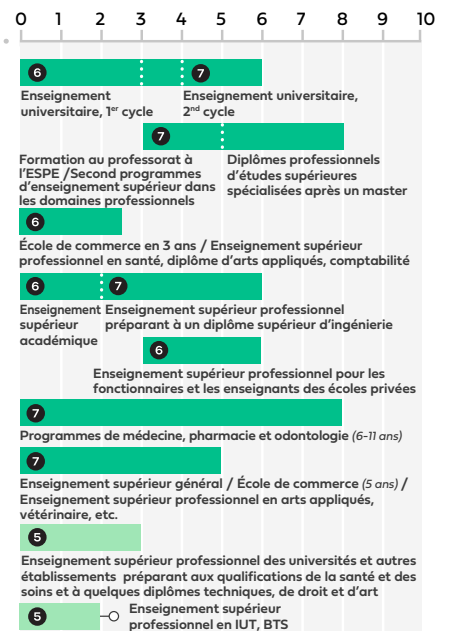 0 1 2 3 4 5 6 7 8 9 10
6 7
Enseignement
universitaire, 1er cycle
Enseignement universitaire,
2nd cycle
7
Formation au professorat à
l'ESPE /Second programmes
d'enseignement supérieur dans
les domaines professionnels
Diplômes professionnels
d'études supérieures
spécialisées après un master
6
École de commerce en 3 ans / Enseignement supérieur
professionnel en santé, diplôme d'arts appliqués, comptabilité
6 7
Enseignement
supérieur
académique
Enseignement supérieur professionnel
préparant à un diplôme supérieur d'ingénierie
6
Enseignement supérieur professionnel pour les
fonctionnaires et les enseignants des écoles privées
7
Programmes de médecine, pharmacie et odontologie (6-11 ans)
7
Enseignement supérieur général / École de commerce (5 ans) /
Enseignement supérieur professionnel en arts appliqués,
vétérinaire, etc.
5
Enseignement supérieur professionnel des universités et autres
établissements préparant aux qualifications de la santé et des
soins et à quelques diplômes techniques, de droit et d'art
5
Enseignement supérieur
professionnel en IUT, BTS